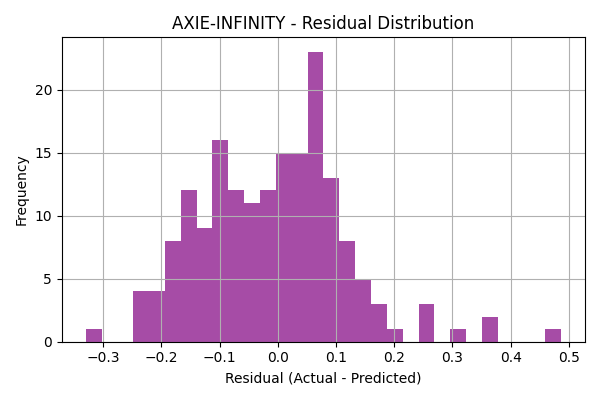 AXIE-INFINITY - Residual Distribution
Frequency
20
15
10
5
0
−0.3 −0.2 −0.1 0.0 0.1 0.2 0.3 0.4 0.5
Residual (Actual - Predicted)